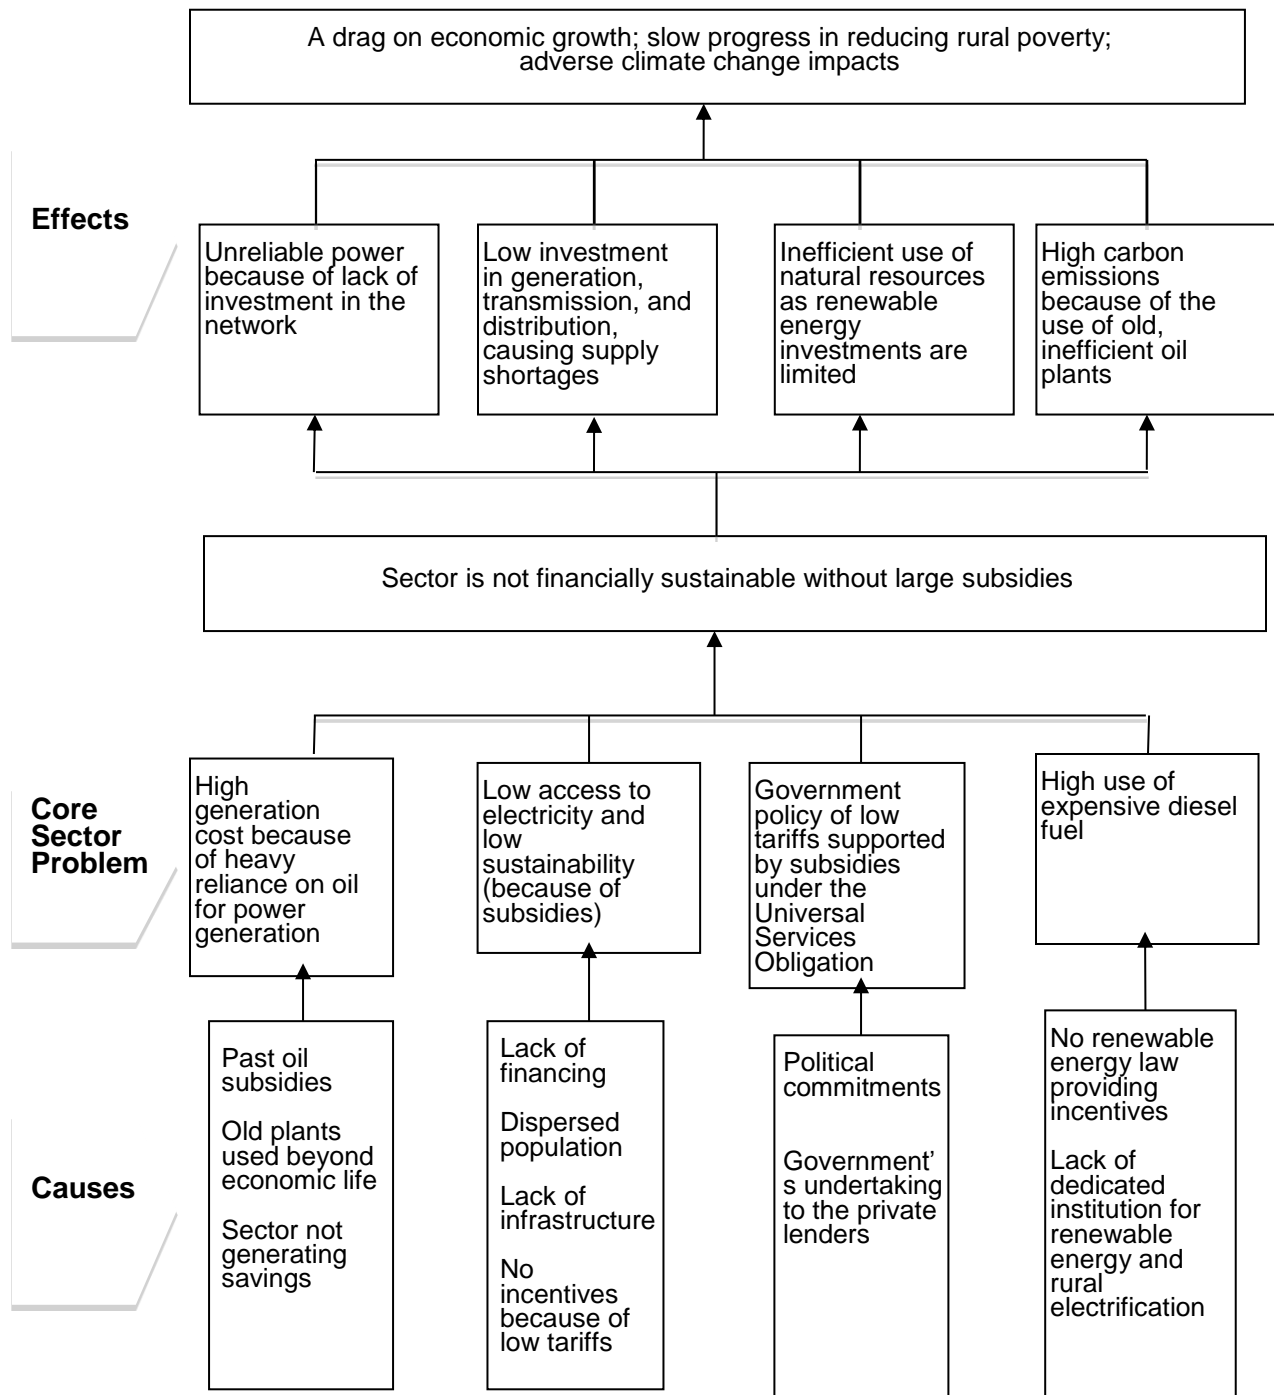 A drag on economic growth; slow progress in reducing rural poverty;
adverse climate change impacts
Effects
Unreliable power
because of lack of
investment in the
network
Low investment
in generation,
transmission, and
distribution,
causing supply
shortages
Inefficient use of
natural resources
as renewable
energy
investments are
limited
High carbon
emissions
because of the
use of old,
inefficient oil
plants
Sector is not financially sustainable without large subsidies
Core
Sector
Problem
High
generation
cost because
of heavy
reliance on oil
for power
generation
Low access to
electricity and
low
sustainability
(because of
subsidies)
Government
policy of low
tariffs supported
by subsidies
under the
Universal
Services
Obligation
High use of
expensive diesel
fuel
Causes
Past oil
subsidies
Old plants
used beyond
economic life
Sector not
generating
savings
Lack of
financing
Dispersed
population
Lack of
infrastructure
No
incentives
because of
low tariffs
Political
commitments
Government’
s undertaking
to the private
lenders
No renewable
energy law
providing
incentives
Lack of
dedicated
institution for
renewable
energy and
rural
electrification